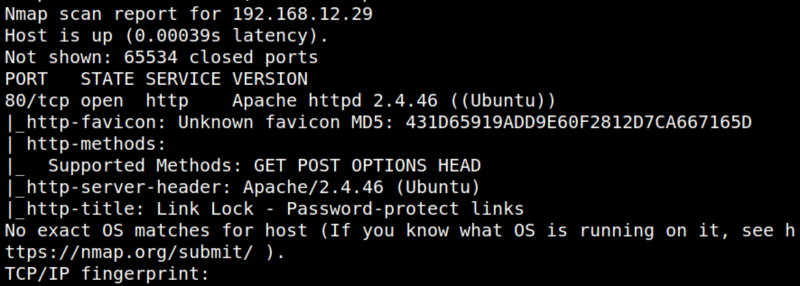 Nmap scan report for 192.168.12.29
Host is up (0.00039s latency).
Not shown: 65534 closed ports
PORT   STATE SERVICE VERSION
80/tcp open  http    Apache httpd 2.4.46 ((Ubuntu))
|_http-favicon: Unknown favicon MD5: 431D65919ADD9E60F2812D7CA667165D
| http-methods:
|_  Supported Methods: GET POST OPTIONS HEAD
|_http-server-header: Apache/2.4.46 (Ubuntu)
|_http-title: Link Lock - Password-protect links
No exact OS matches for host (If you know what OS is running on it, see h
ttps://nmap.org/submit/ ).
TCP/IP fingerprint: